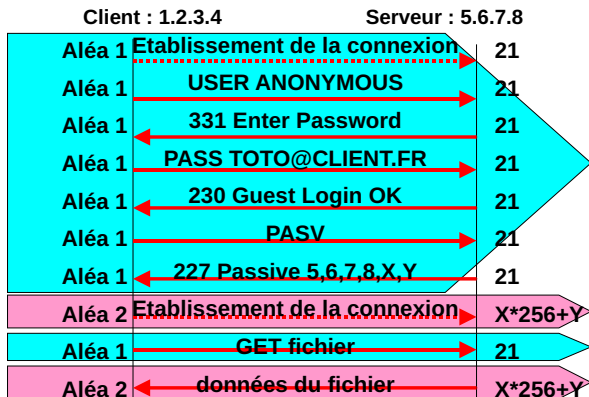 Client : 1.2.3.4 Serveur : 5.6.7.8
Aléa 1 Etablissement de la connexion 21
Aléa 1 USER ANONYMOUS 21
Aléa 1 331 Enter Password 21
Aléa 1 PASS TOTO@CLIENT.FR 21
Aléa 1 230 Guest Login OK 21
Aléa 1 PASV 21
Aléa 1 227 Passive 5,6,7,8,X,Y 21
Aléa 2 Etablissement de la connexion X*256+Y
Aléa 1 GET fichier 21
Aléa 2 données du fichier X*256+Y